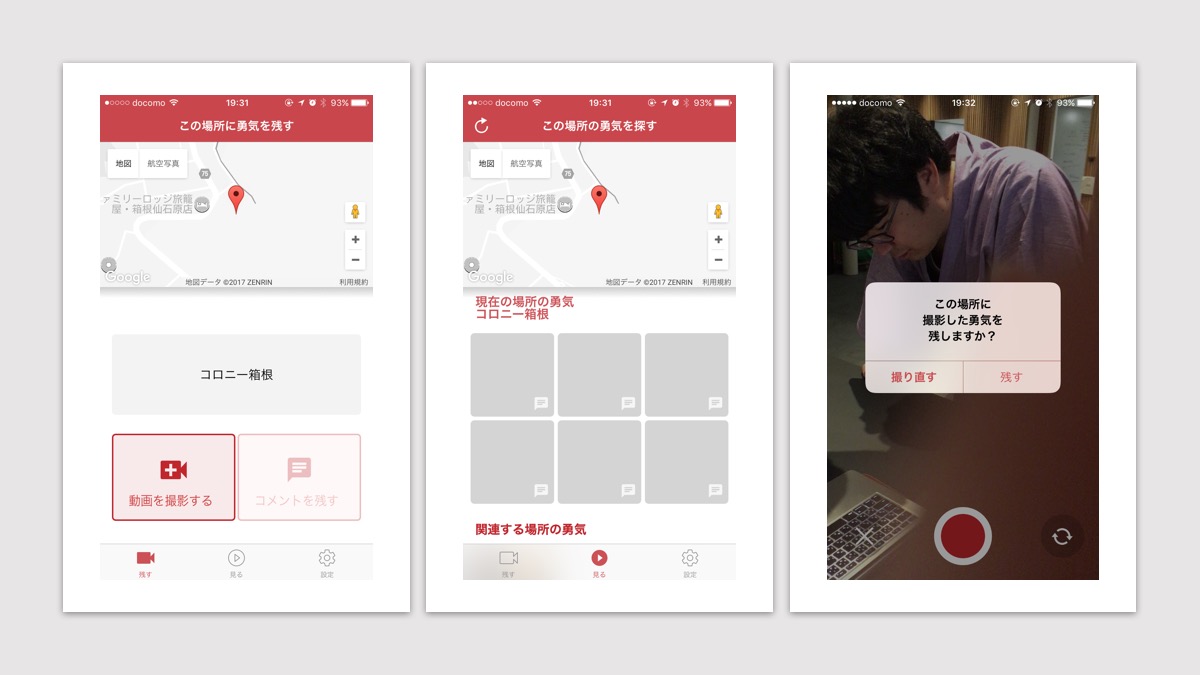 docomo 19:31 93%
この場所に勇気を残す
地図 航空写真
75
ァミリーロッジ旅籠
屋・箱根仙石原店
+
−
Google 地図データ ©2017 ZENRIN 利用規約
コロニー箱根
動画を撮影する コメントを残す
残す 見る 設定
docomo 19:31 93%
この場所の勇気を探す
地図 航空写真
75
ァミリーロッジ旅籠
屋・箱根仙石原店
+
−
Google 地図データ ©2017 ZENRIN 利用規約
現在の場所の勇気
コロニー箱根
関連する場所の勇気
残す 見る 設定
docomo 19:32 93%
この場所に
撮影した勇気を
残しますか？
撮り直す 残す